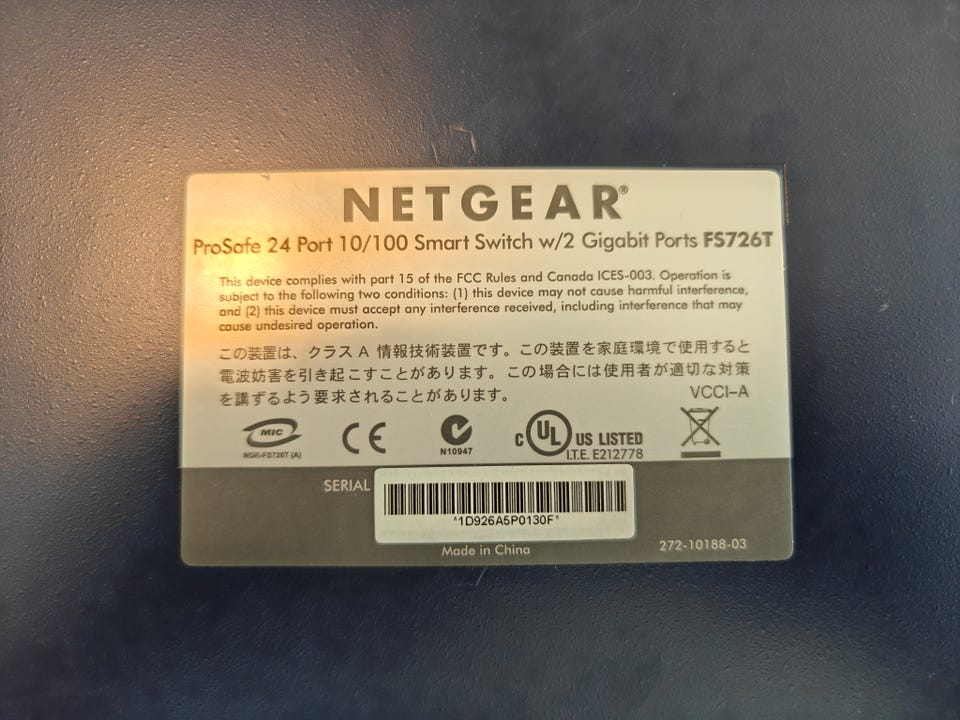 NETGEAR®
ProSafe 24 Port 10/100 Smart Switch w/2 Gigabit Ports FS726T
This device complies with part 15 of the FCC Rules and Canada ICES-003. Operation is
subject to the following two conditions: (1) this device may not cause harmful interference,
and (2) this device must accept any interference received, including interference that may
cause undesired operation.
この装置は、クラス A 情報技術装置です。この装置を家庭環境で使用すると
電波妨害を引き起こすことがあります。この場合には使用者が適切な対策
を講ずるよう要求されることがあります。
VCCI-A
MIC
NGR-FS726T (A)
CE
N10947
C UL US LISTED
I.T.E. E212778
SERIAL
*1D926A5P0130F*
Made in China
272-10188-03